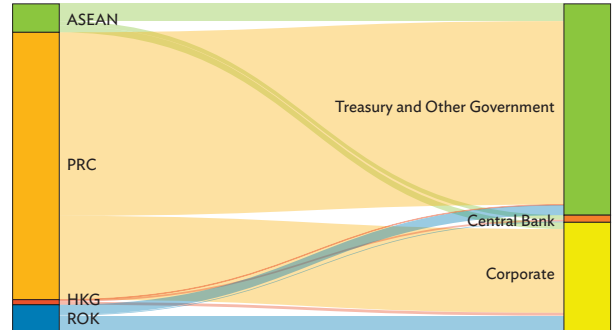 ASEAN
Treasury and Other Government
PRC
Central Bank
Corporate
HKG
ROK